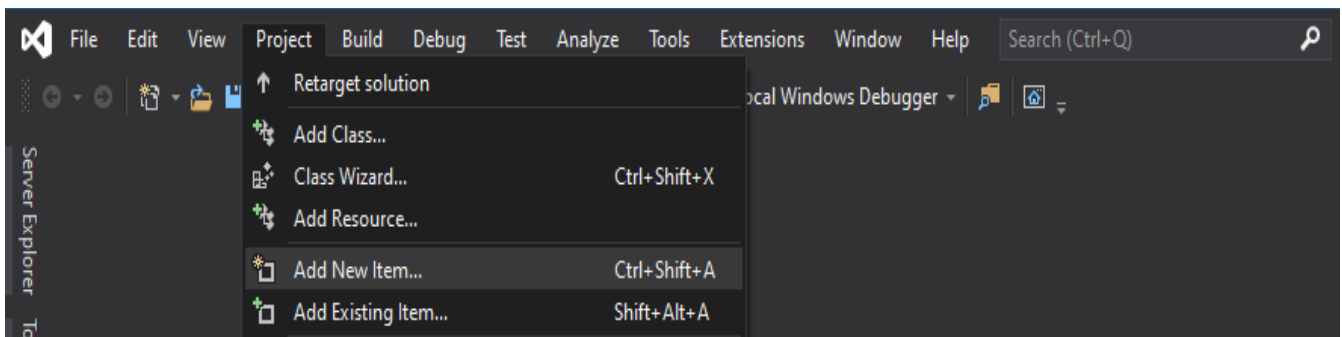 File Edit View Project Build Debug Test Analyze Tools Extensions Window Help Search (Ctrl+Q)
Retarget solution
Windows Debugger
Add Class...
Class Wizard... Ctrl+Shift+X
Add Resource...
Add New Item... Ctrl+Shift+A
Add Existing Item... Shift+Alt+A
Server Explorer